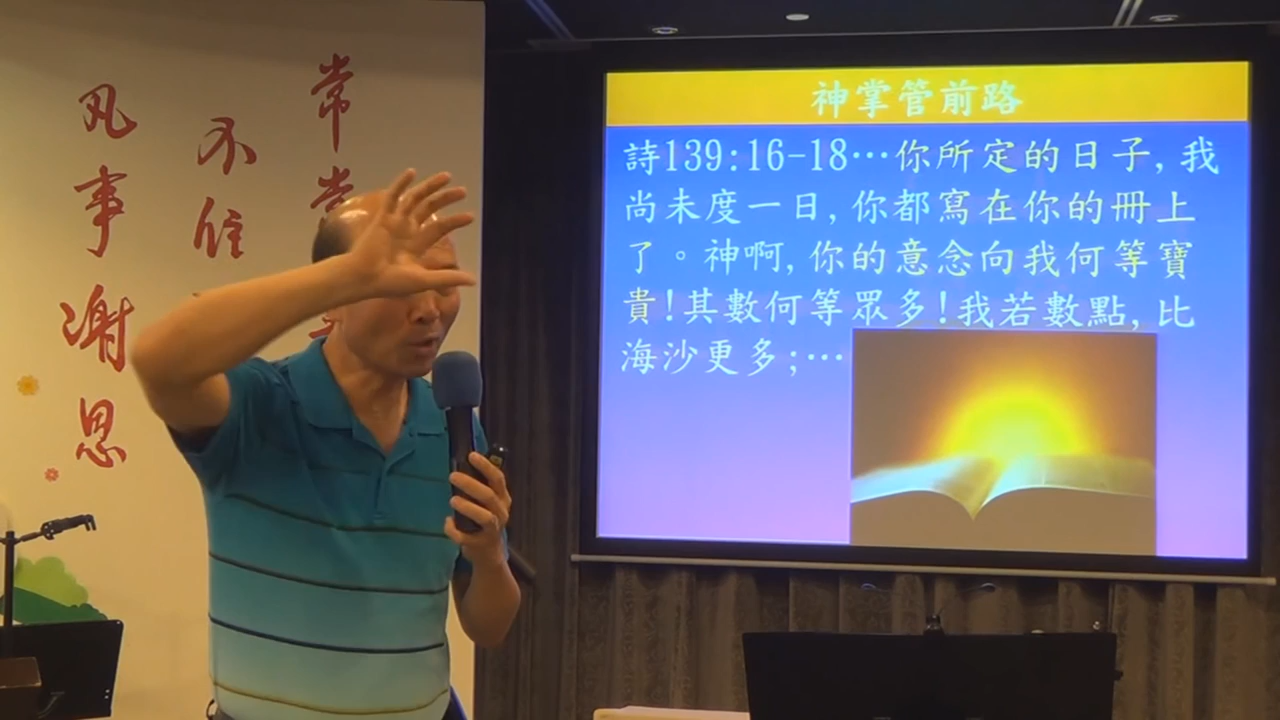 神掌管前路
詩139:16-18…你所定的日子,我
尚未度一日,你都寫在你的冊上
了。神啊,你的意念向我何等寶
貴!其數何等眾多!我若數點,比
海沙更多;…
常常
不住
凡事谢恩